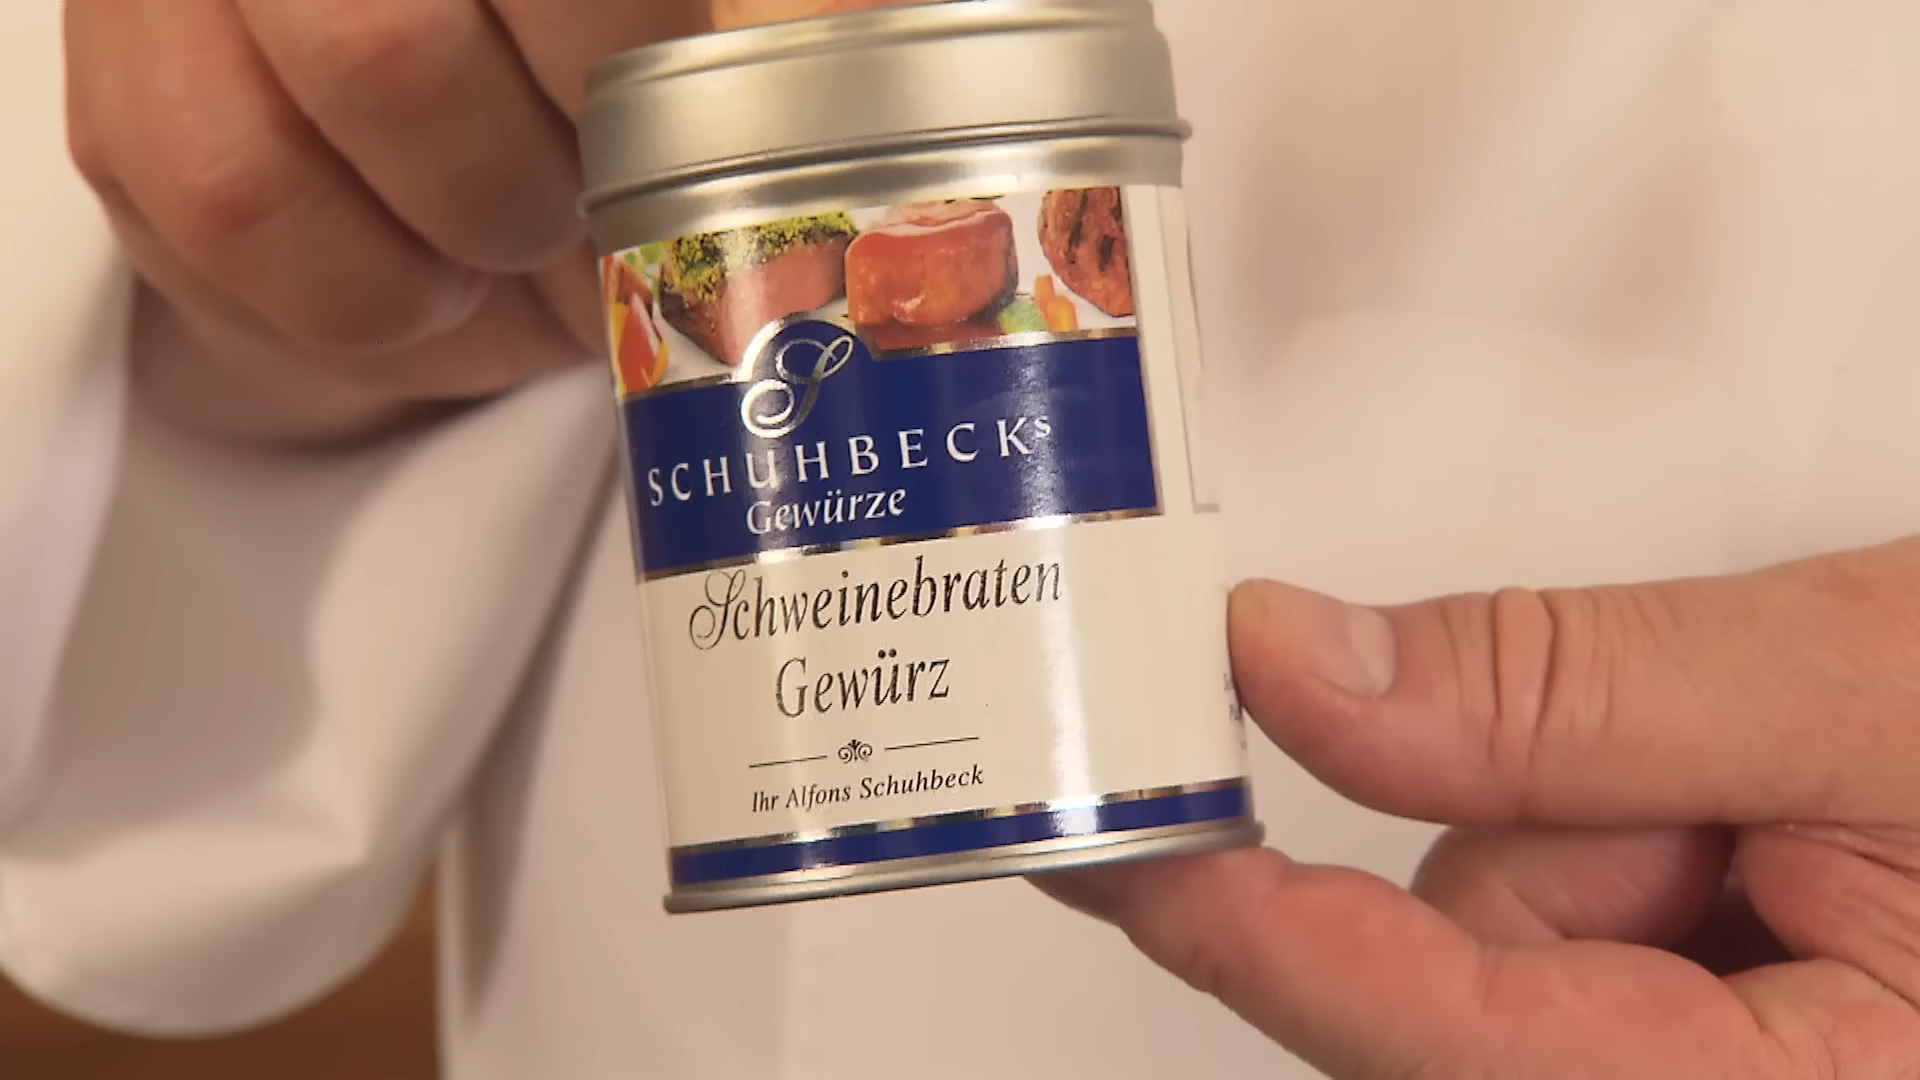 SCHUHBECKs
Gewürze
Schweinebraten
Gewürz
Ihr Alfons Schuhbeck